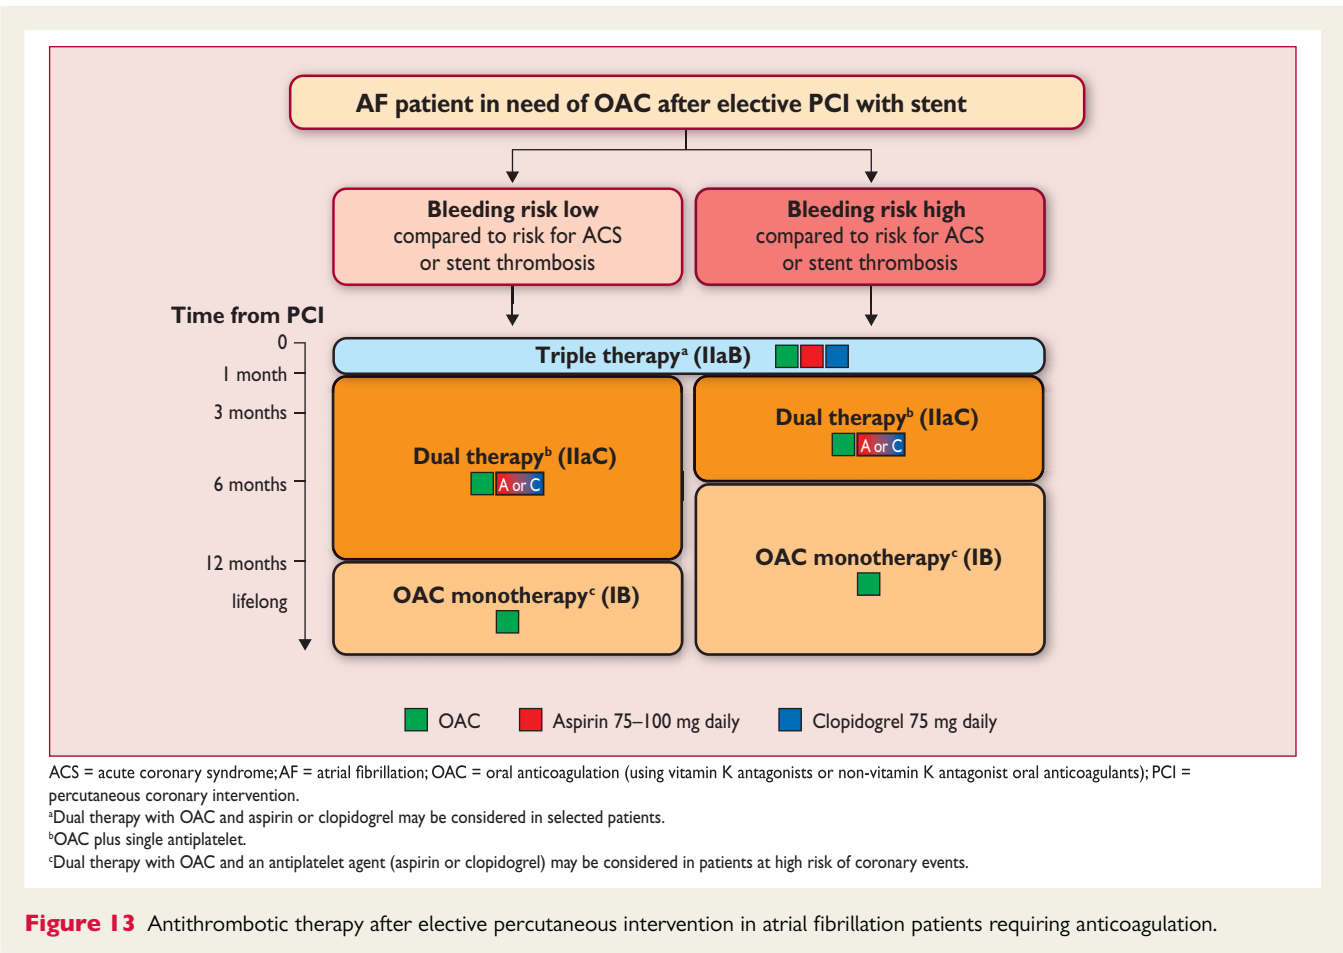 AF patient in need of OAC after elective PCI with stent
Bleeding risk low
compared to risk for ACS
or stent thrombosis
Bleeding risk high
compared to risk for ACS
or stent thrombosis
Time from PCI
0
1 month
3 months
6 months
12 months
lifelong
Triple therapyᵃ (IIaB)
Dual therapyᵇ (IIaC)
A or C
Dual therapyᵇ (IIaC)
A or C
OAC monotherapyᶜ (IB)
OAC monotherapyᶜ (IB)
OAC Aspirin 75–100 mg daily Clopidogrel 75 mg daily
ACS = acute coronary syndrome; AF = atrial fibrillation; OAC = oral anticoagulation (using vitamin K antagonists or non-vitamin K antagonist oral anticoagulants); PCI =
percutaneous coronary intervention.
ᵃDual therapy with OAC and aspirin or clopidogrel may be considered in selected patients.
ᵇOAC plus single antiplatelet.
ᶜDual therapy with OAC and an antiplatelet agent (aspirin or clopidogrel) may be considered in patients at high risk of coronary events.
Figure 13 Antithrombotic therapy after elective percutaneous intervention in atrial fibrillation patients requiring anticoagulation.